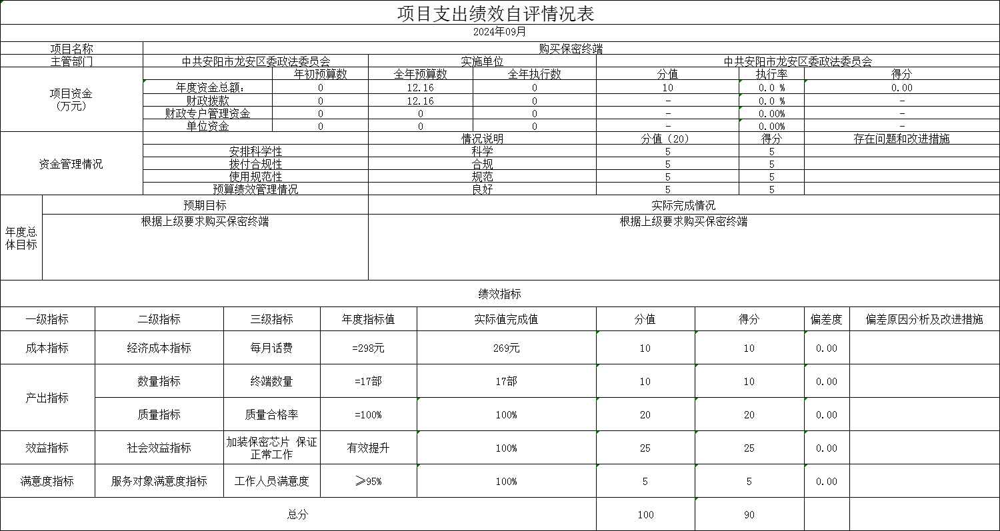 项目支出绩效自评情况表
2024年09月
项目名称 购买保密终端
主管部门 中共安阳市龙安区委政法委员会 实施单位 中共安阳市龙安区委政法委员会
项目资金
(万元)
年初预算数 全年预算数 全年执行数 分值 执行率 得分
年度资金总额: 0 12.16 0 10 0.0 % 0.00
财政拨款 0 12.16 0 - 0.0 % -
财政专户管理资金 0 0 0 - 0.00% -
单位资金 0 0 0 - 0.00% -
资金管理情况
情况说明 分值（20） 得分 存在问题和改进措施
安排科学性 科学 5 5
拨付合规性 合规 5 5
使用规范性 规范 5 5
预算绩效管理情况 良好 5 5
年度总
体目标
预期目标 实际完成情况
根据上级要求购买保密终端 根据上级要求购买保密终端
绩效指标
一级指标 二级指标 三级指标 年度指标值 实际值完成值 分值 得分 偏差度 偏差原因分析及改进措施
成本指标 经济成本指标 每月话费 =298元 269元 10 10 0.00
产出指标 数量指标 终端数量 =17部 17部 10 10 0.00
质量指标 质量合格率 =100% 100% 20 20 0.00
效益指标 社会效益指标 加装保密芯片 保证
正常工作 有效提升 100% 25 25 0.00
满意度指标 服务对象满意度指标 工作人员满意度 ≥95% 100% 5 5 0.00
总分 100 90